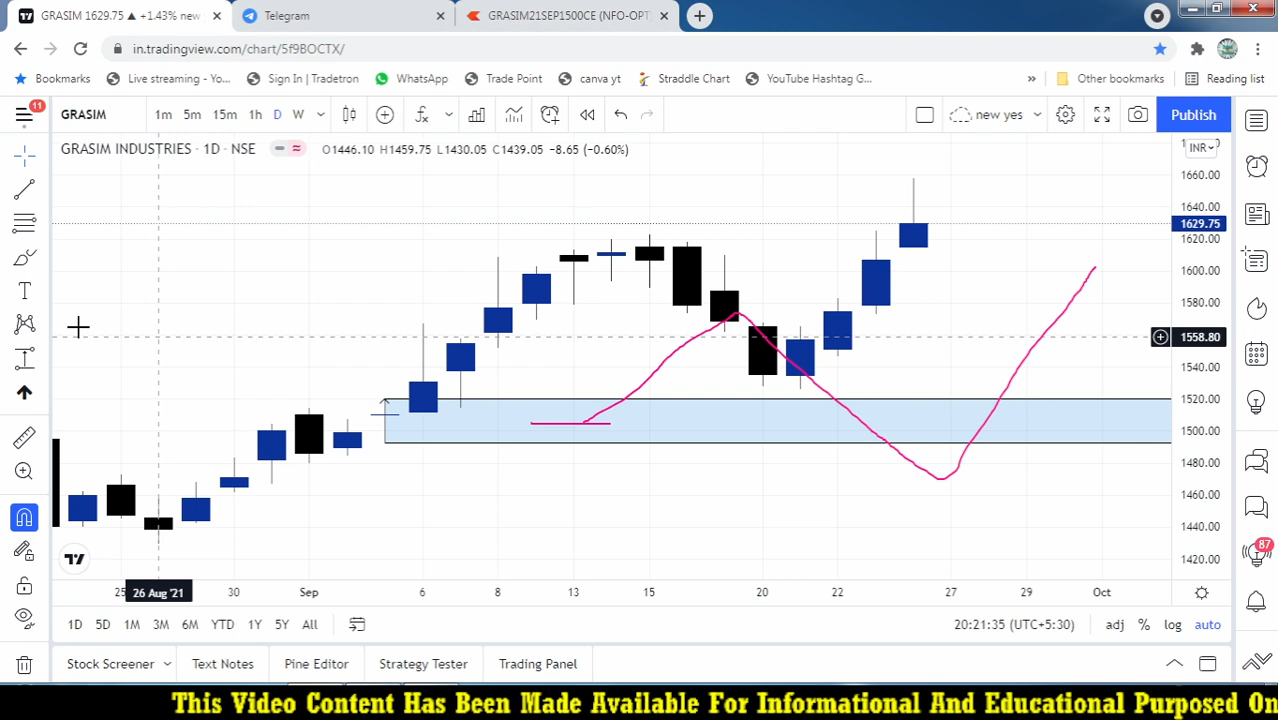 GRASIM 1629.75 ▲ +1.43% new
Telegram
GRASIM21SEP1500CE (NFO-OPT
in.tradingview.com/chart/5f9BOCTX/
Bookmarks
Live streaming - Yo...
Sign In | Tradetron
WhatsApp
Trade Point
canva yt
Straddle Chart
YouTube Hashtag G...
»
Other bookmarks
Reading list
11
GRASIM
1m 5m 15m 1h D W
new yes
Publish
GRASIM INDUSTRIES · 1D · NSE
O1446.10 H1459.75 L1430.05 C1439.05 -8.65 (-0.60%)
INR
1660.00
1640.00
1629.75
1620.00
1600.00
1580.00
1558.80
1540.00
1520.00
1500.00
1480.00
1460.00
1440.00
1420.00
87
25 26 Aug '21 30 Sep 6 8 13 15 20 22 27 29 Oct
1D 5D 1M 3M 6M YTD 1Y 5Y All
20:21:35 (UTC+5:30) adj % log auto
Stock Screener Text Notes Pine Editor Strategy Tester Trading Panel
This Video Content Has Been Made Available For Informational And Educational Purposed On